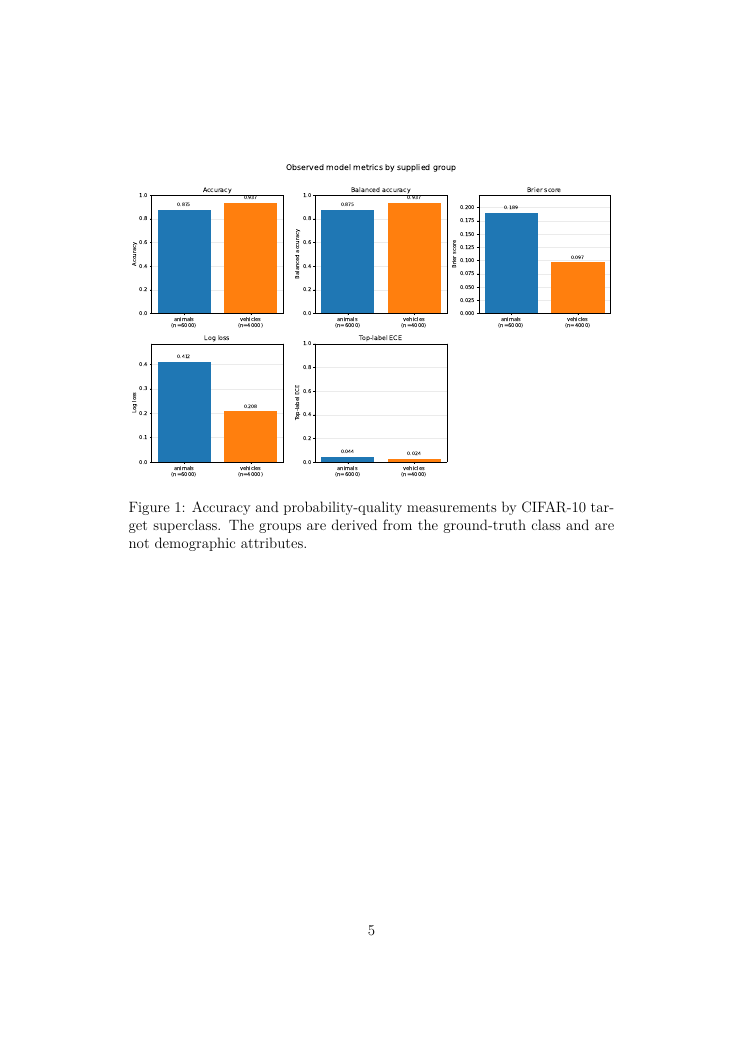 Observed model metrics by supplied group
Accuracy
Balanced accuracy
Brier score
1.0
0.8
0.6
0.4
0.2
0.0
Accuracy
0.875
0.937
animals
(n=6000)
vehicles
(n=4000)
1.0
0.8
0.6
0.4
0.2
0.0
Balanced accuracy
0.875
0.937
animals
(n=6000)
vehicles
(n=4000)
0.200
0.175
0.150
0.125
0.100
0.075
0.050
0.025
0.000
Brier score
0.189
0.097
animals
(n=6000)
vehicles
(n=4000)
Log loss
Top-label ECE
0.4
0.3
0.2
0.1
0.0
Log loss
0.412
0.208
animals
(n=6000)
vehicles
(n=4000)
1.0
0.8
0.6
0.4
0.2
0.0
Top-label ECE
0.044
0.024
animals
(n=6000)
vehicles
(n=4000)
Figure 1: Accuracy and probability-quality measurements by CIFAR-10 tar-
get superclass. The groups are derived from the ground-truth class and are
not demographic attributes.
5